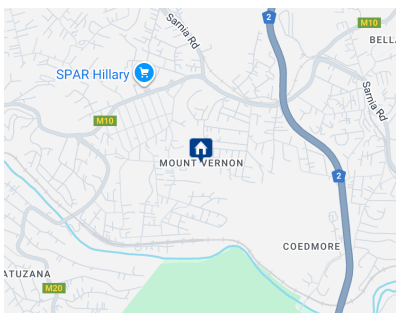 2
M10
Sarnia Rd
BELLA
SPAR Hillary
Sarnia Rd
M10
MOUNT VERNON
2
COEDMORE
ATUZANA
M20